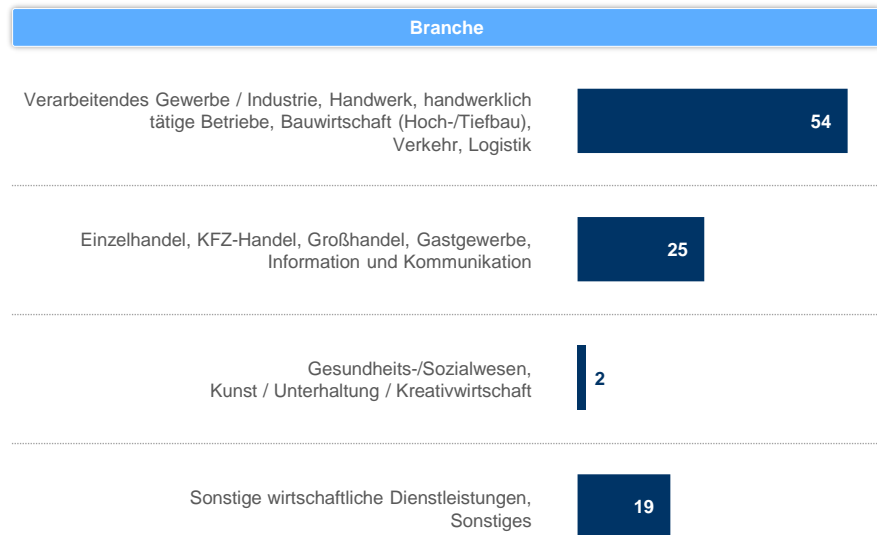 Branche
Verarbeitendes Gewerbe / Industrie, Handwerk, handwerklich
tätige Betriebe, Bauwirtschaft (Hoch-/Tiefbau),
Verkehr, Logistik
54
Einzelhandel, KFZ-Handel, Großhandel, Gastgewerbe,
Information und Kommunikation
25
Gesundheits-/Sozialwesen,
Kunst / Unterhaltung / Kreativwirtschaft
2
Sonstige wirtschaftliche Dienstleistungen,
Sonstiges
19